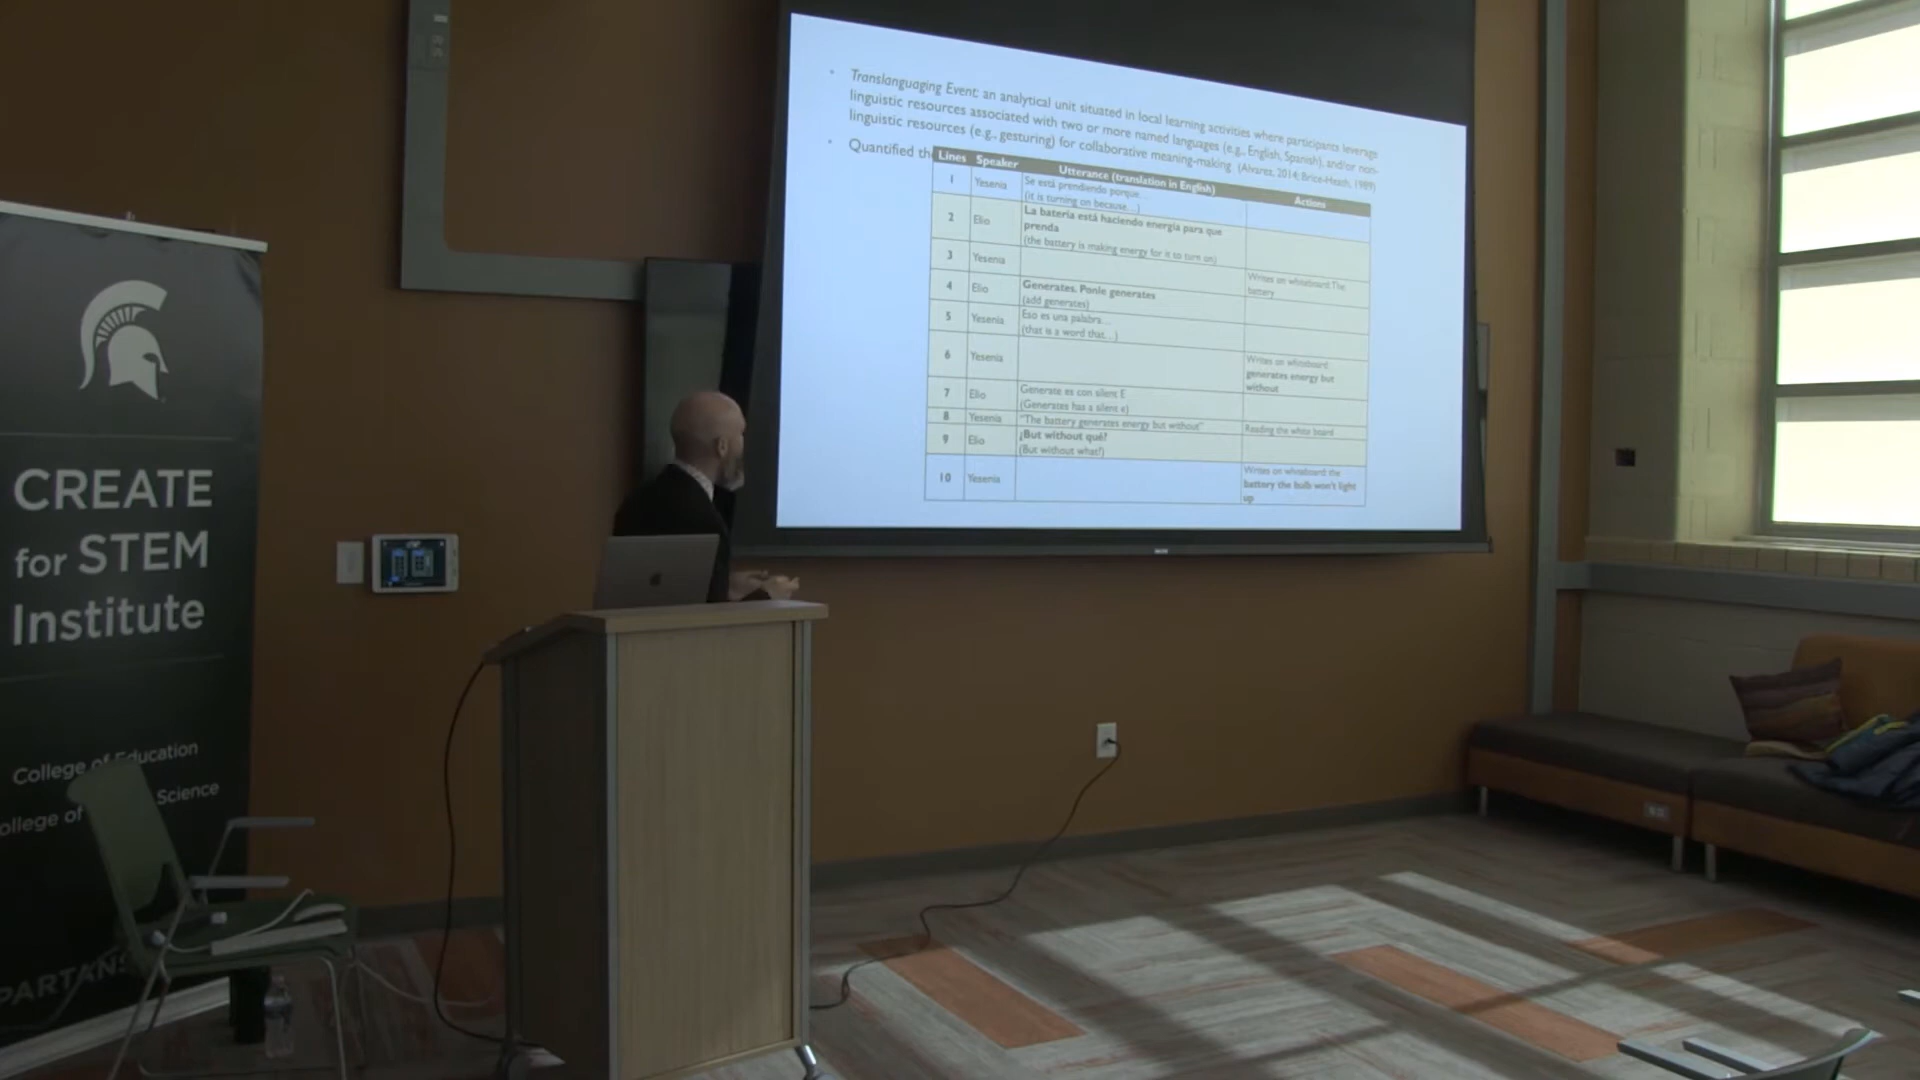 • Translanguaging Event: an analytical unit situated in local learning activities where participants leverage
linguistic resources associated with two or more named languages (e.g., English, Spanish), and/or non-
linguistic resources (e.g., gesturing) for collaborative meaning-making (Alvarez, 2014; Brice-Heath, 1989)
• Quantified th
Lines Speaker Utterance (translation in English) Actions
1 Yesenia Se está prendiendo porque...
(it is turning on because...)
2 Elio La batería está haciendo energía para que
prenda
(the battery is making energy for it to turn on)
3 Yesenia Writes on whiteboard: The
battery
4 Elio Generates. Ponle generates
(add generates)
5 Yesenia Eso es una palabra...
(that is a word that...)
6 Yesenia Writes on whiteboard:
generates energy but
without
7 Elio Generate es con silent E
(Generates has a silent e)
8 Yesenia "The battery generates energy but without" Reading the white board
9 Elio ¿But without qué?
(But without what?)
10 Yesenia Writes on whiteboard: the
battery the bulb won't light
up
CREATE
for STEM
Institute
College of Education
ollege of Science
PARTANS